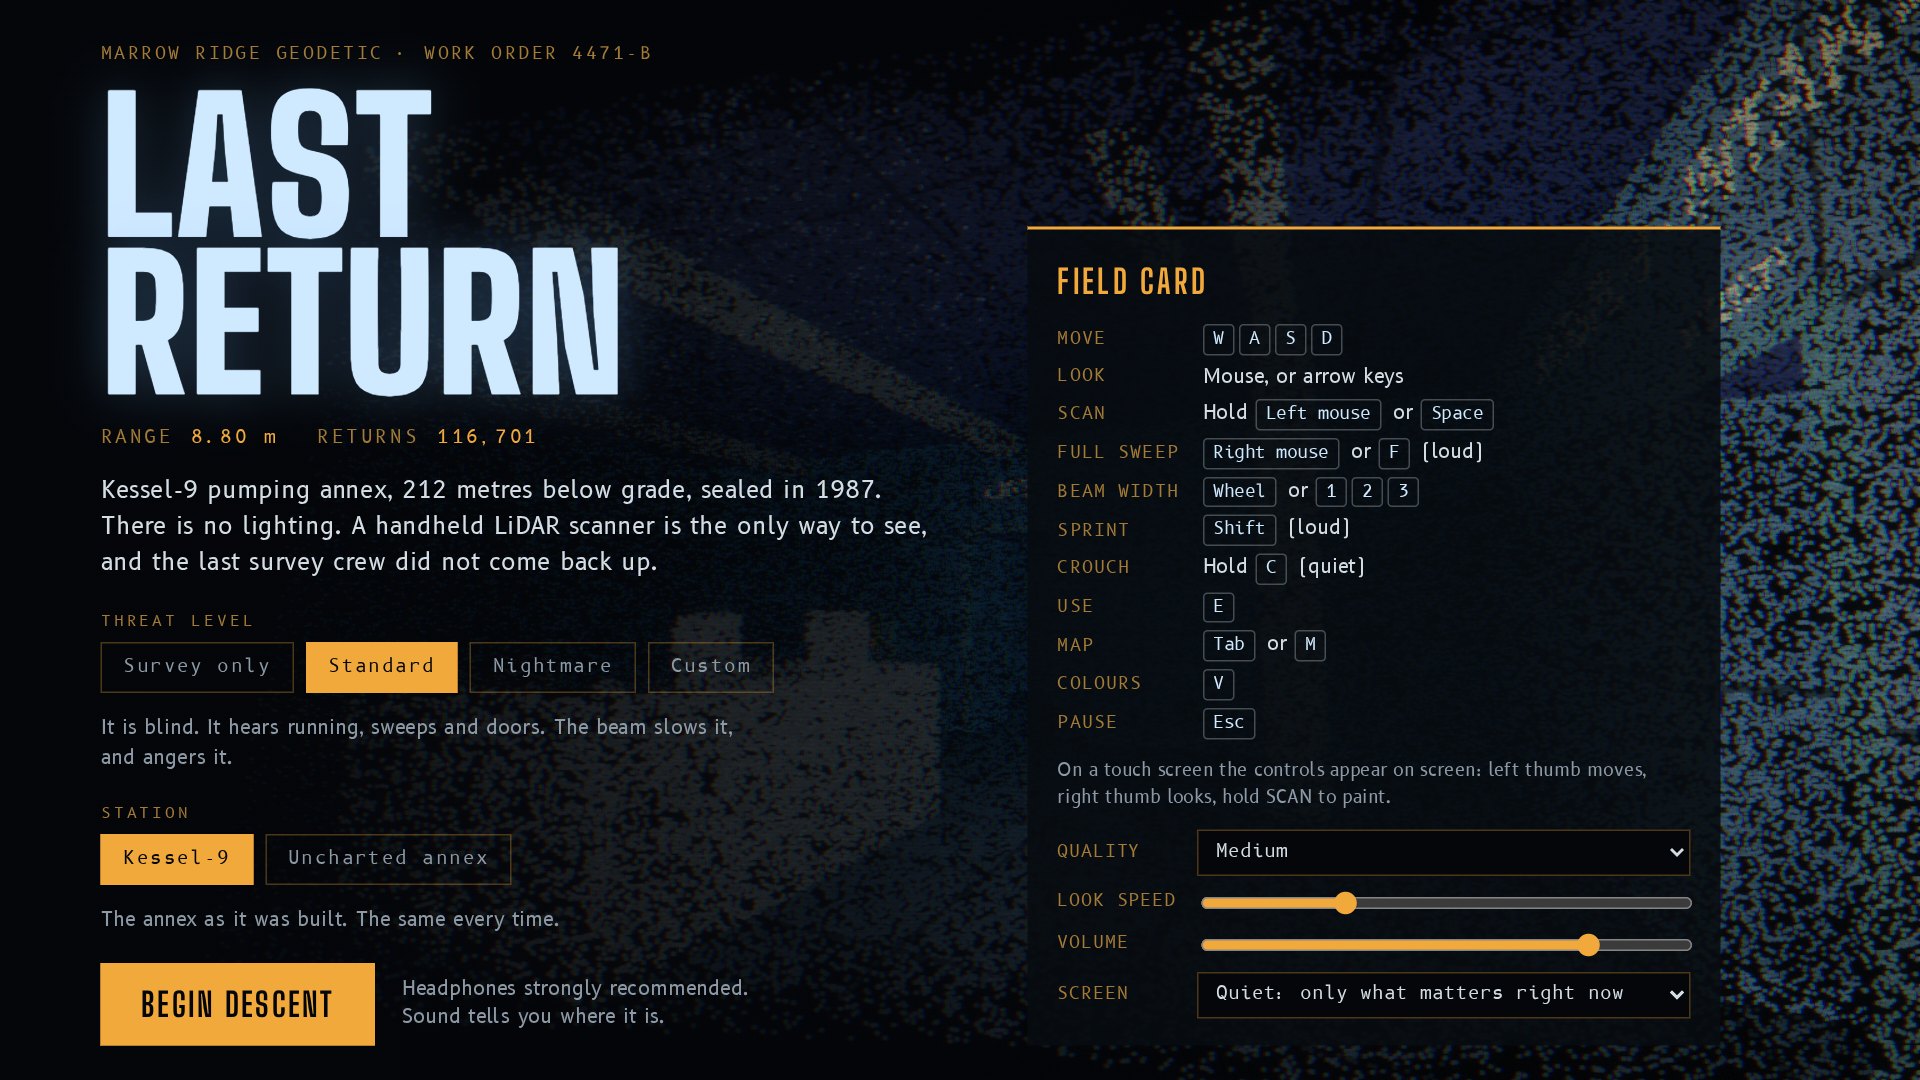 MARROW RIDGE GEODETIC · WORK ORDER 4471-B
LAST
RETURN
RANGE 8.80 m RETURNS 116,701
Kessel-9 pumping annex, 212 metres below grade, sealed in 1987.
There is no lighting. A handheld LiDAR scanner is the only way to see,
and the last survey crew did not come back up.
THREAT LEVEL
Survey only Standard Nightmare Custom
It is blind. It hears running, sweeps and doors. The beam slows it,
and angers it.
STATION
Kessel-9 Uncharted annex
The annex as it was built. The same every time.
BEGIN DESCENT
Headphones strongly recommended.
Sound tells you where it is.
FIELD CARD
MOVE W A S D
LOOK Mouse, or arrow keys
SCAN Hold Left mouse or Space
FULL SWEEP Right mouse or F (loud)
BEAM WIDTH Wheel or 1 2 3
SPRINT Shift (loud)
CROUCH Hold C (quiet)
USE E
MAP Tab or M
COLOURS V
PAUSE Esc
On a touch screen the controls appear on screen: left thumb moves,
right thumb looks, hold SCAN to paint.
QUALITY Medium
LOOK SPEED
VOLUME
SCREEN Quiet: only what matters right now